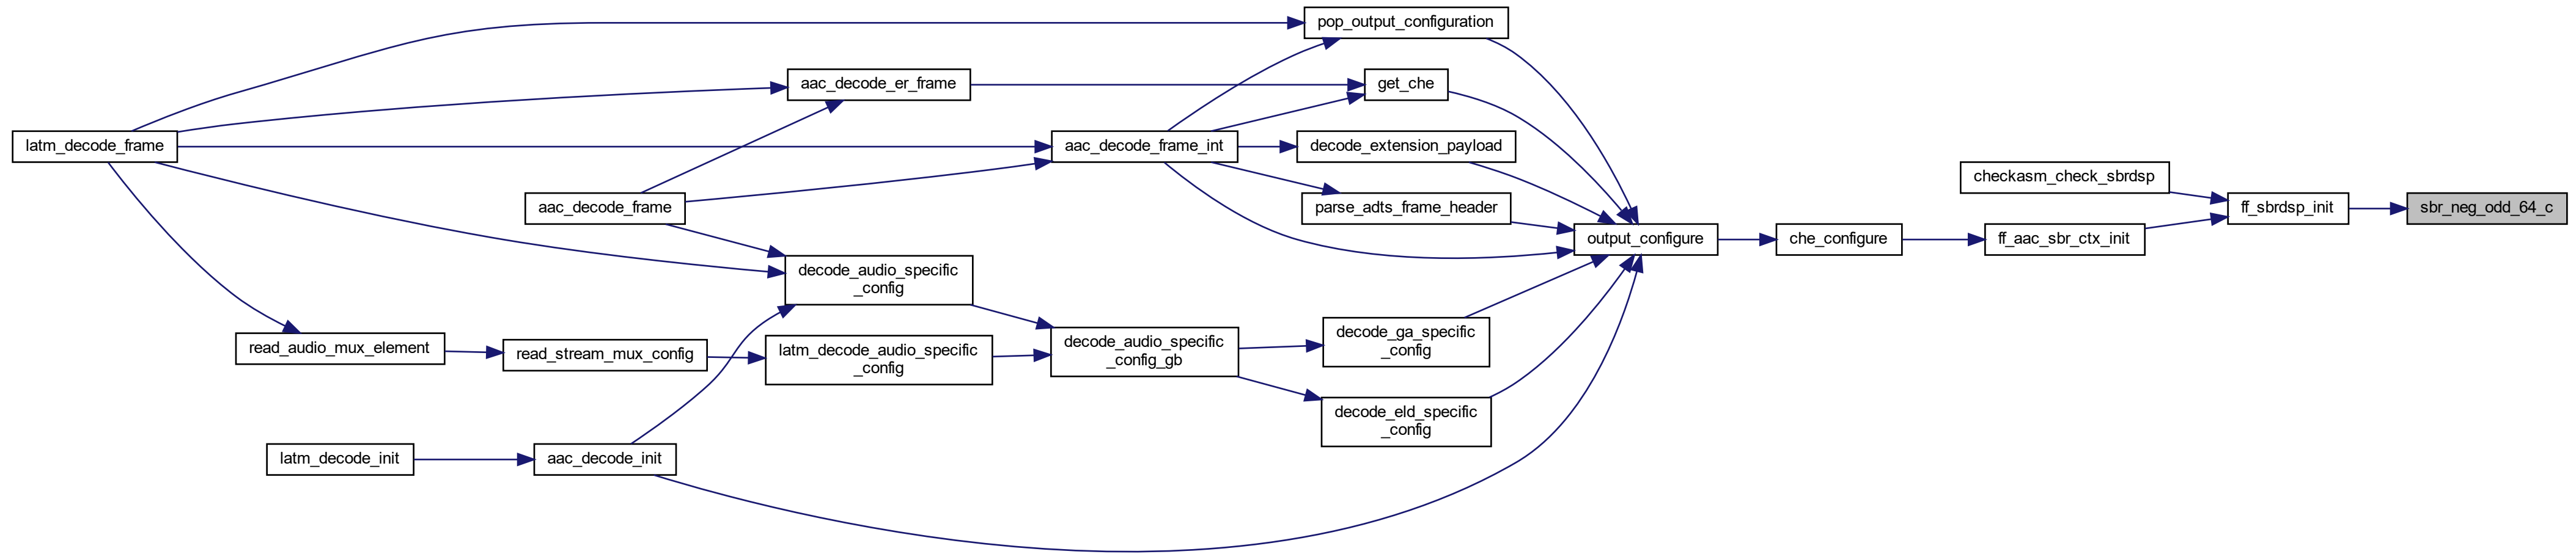 pop_output_configuration
aac_decode_er_frame
get_che
latm_decode_frame
aac_decode_frame_int
decode_extension_payload
checkasm_check_sbrdsp
aac_decode_frame
parse_adts_frame_header
ff_sbrdsp_init
sbr_neg_odd_64_c
output_configure
che_configure
ff_aac_sbr_ctx_init
decode_audio_specific
_config
read_audio_mux_element
read_stream_mux_config
latm_decode_audio_specific
_config
decode_audio_specific
_config_gb
decode_ga_specific
_config
decode_eld_specific
_config
latm_decode_init
aac_decode_init